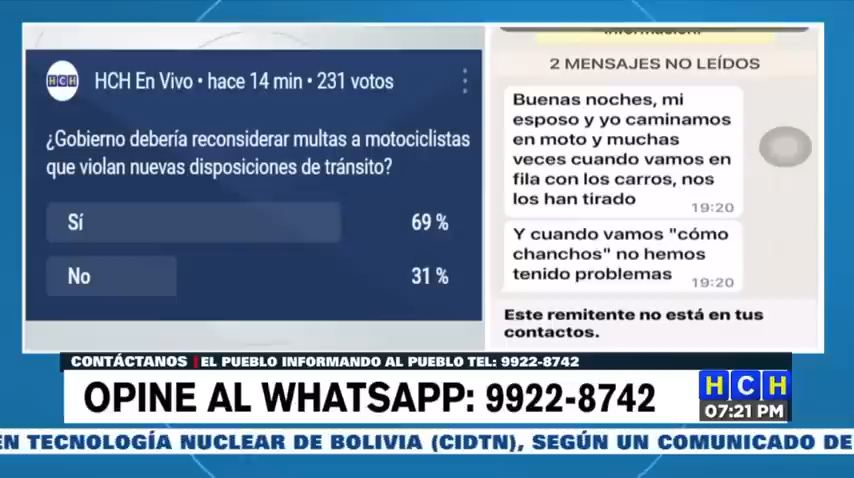 HCH
HCH En Vivo • hace 14 min • 231 votos
¿Gobierno debería reconsiderar multas a motociclistas
que violan nuevas disposiciones de tránsito?
Sí 69 %
No 31 %
2 MENSAJES NO LEÍDOS
Buenas noches, mi
esposo y yo caminamos
en moto y muchas
veces cuando vamos en
fila con los carros, nos
los han tirado
19:20
Y cuando vamos "cómo
chanchos" no hemos
tenido problemas
19:20
Este remitente no está en tus
contactos.
CONTÁCTANOS | EL PUEBLO INFORMANDO AL PUEBLO TEL: 9922-8742
OPINE AL WHATSAPP: 9922-8742
HCH
07:21 PM
EN TECNOLOGÍA NUCLEAR DE BOLIVIA (CIDTN), SEGÚN UN COMUNICADO DE